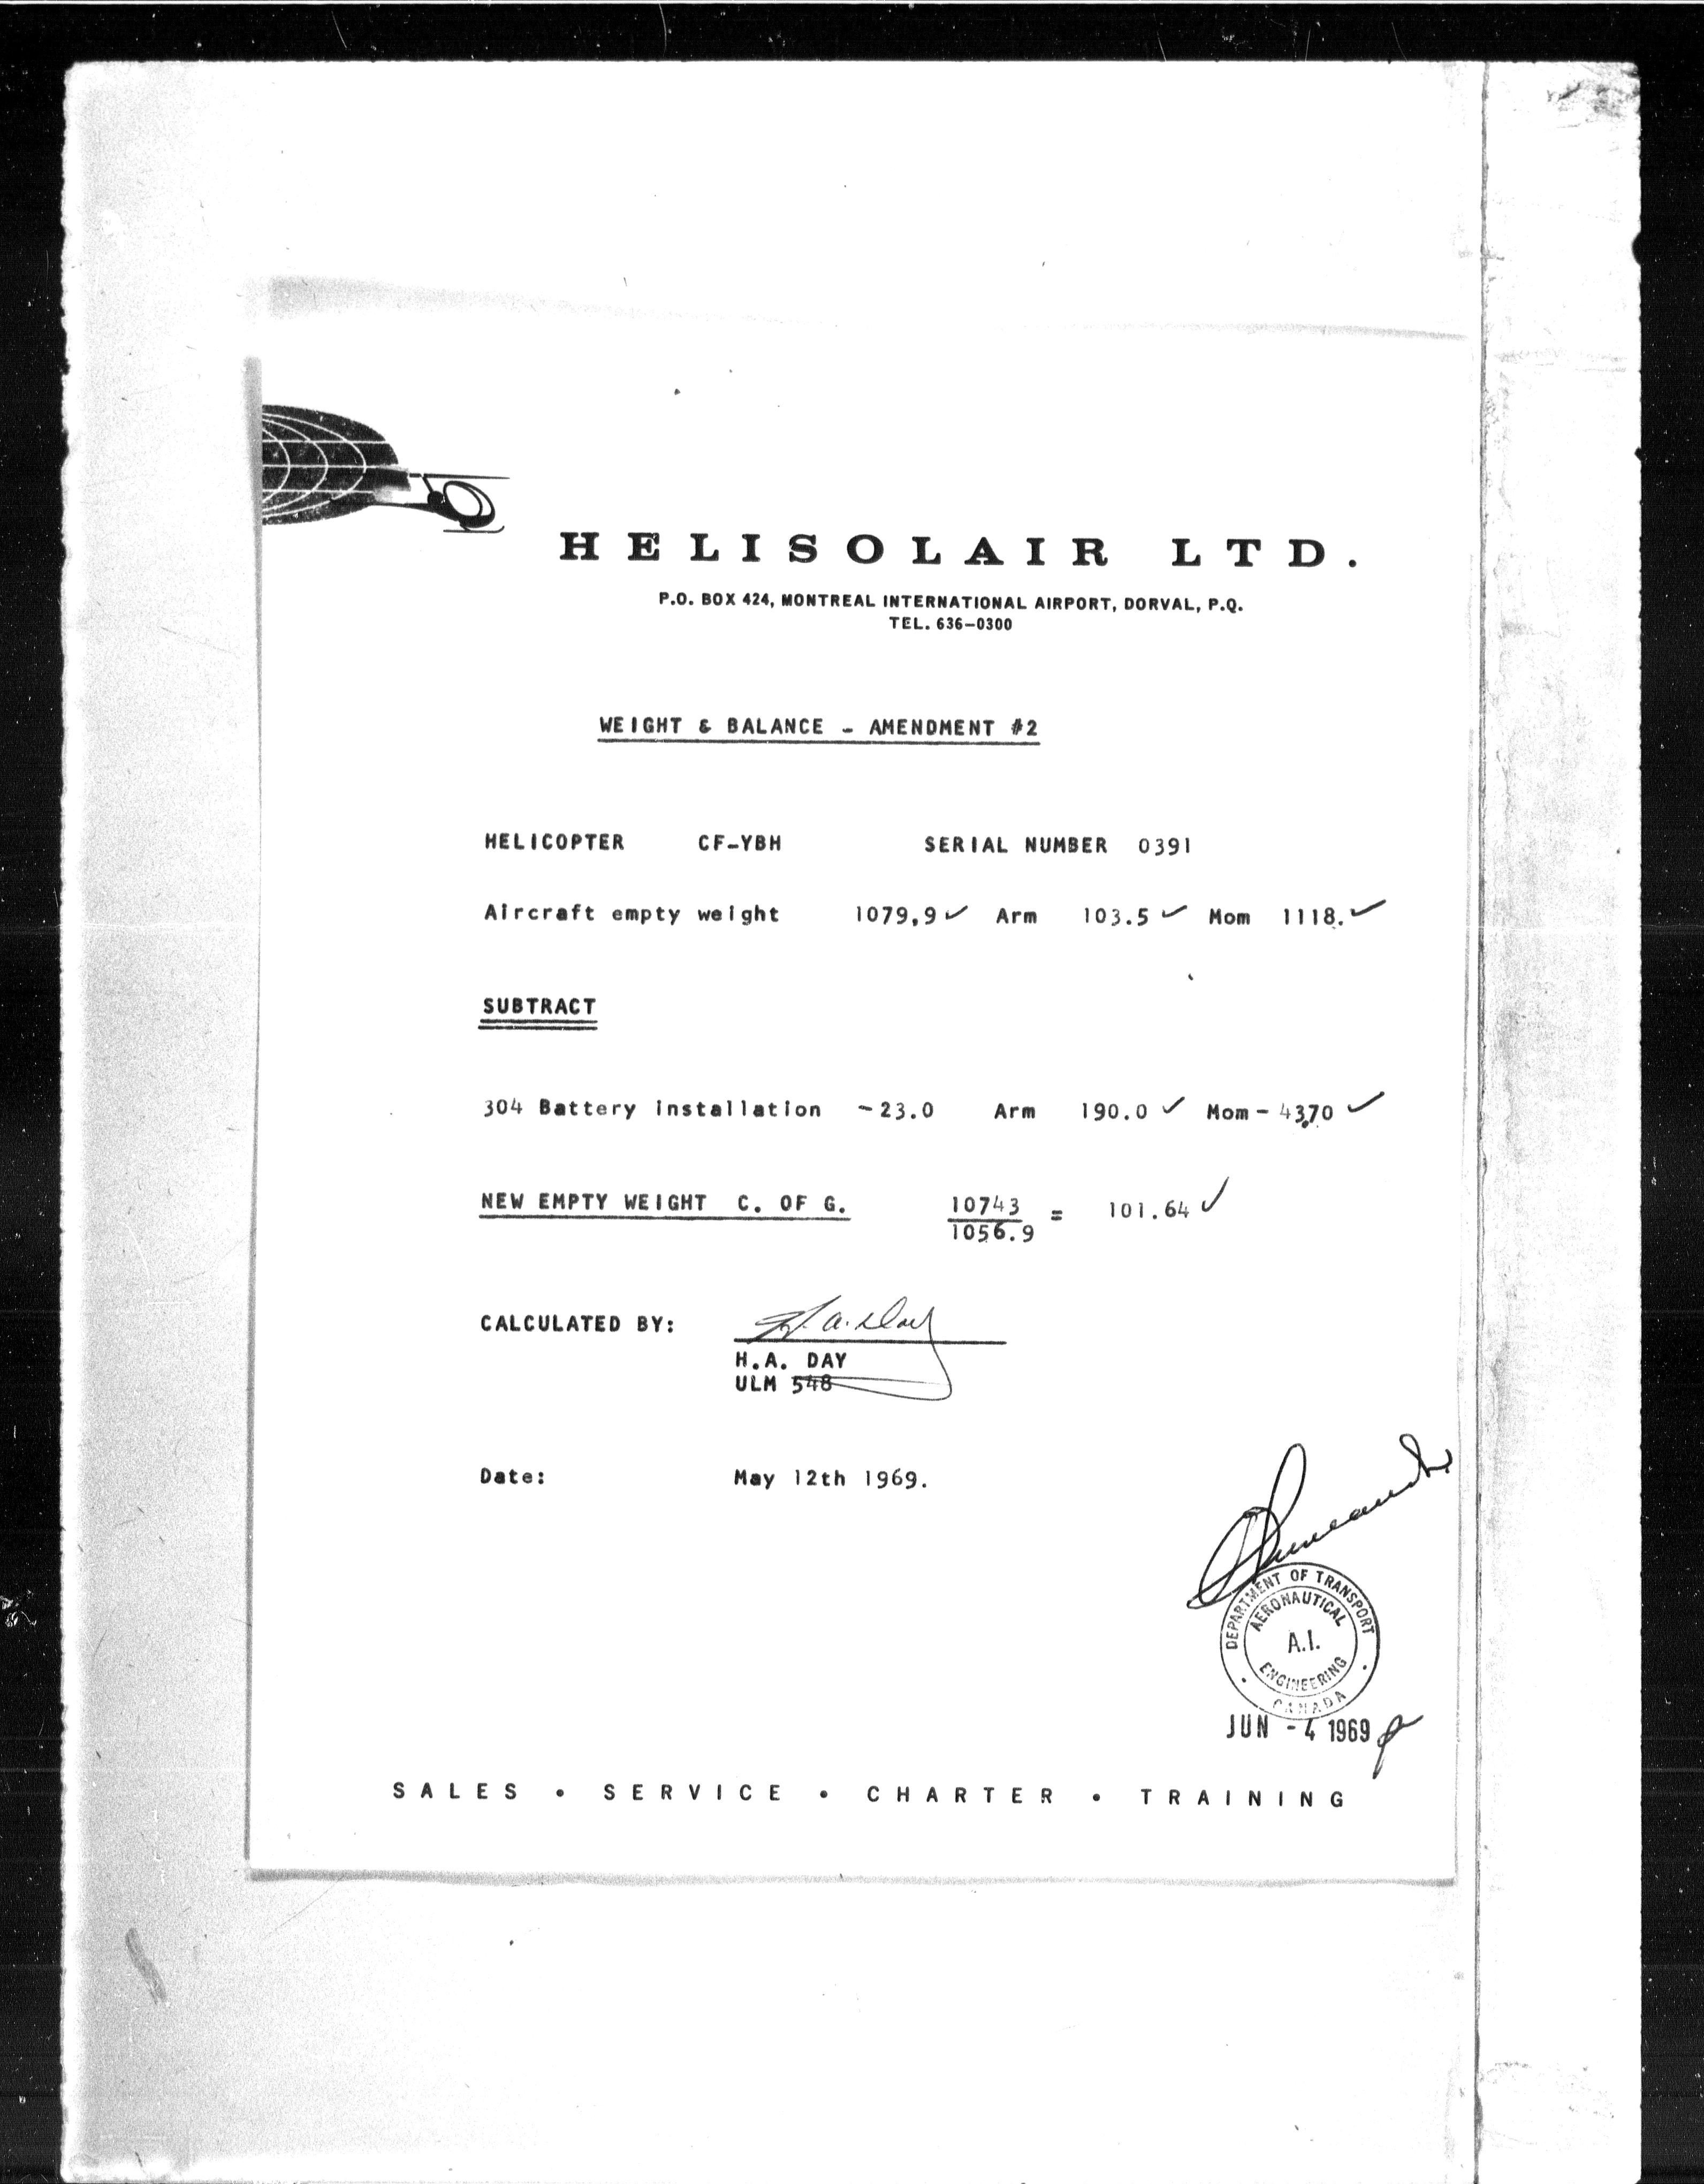 HELISOLAIR LTD.
P.O. BOX 424, MONTREAL INTERNATIONAL AIRPORT, DORVAL, P.Q.
TEL. 636-0300
WEIGHT & BALANCE - AMENDMENT #2
HELICOPTER CF-YBH SERIAL NUMBER 0391
Aircraft empty weight 1079,9 ✓ Arm 103.5 ✓ Mom 1118. ✓
SUBTRACT
304 Battery installation -23.0 Arm 190.0 ✓ Mom - 43.70 ✓
NEW EMPTY WEIGHT C. OF G. 10743 = 101.64 ✓
1056.9
CALCULATED BY: H.A. Day
H.A. DAY
ULM 548
Date: May 12th 1969.
DEPARTMENT OF TRANSPORT
AERONAUTICAL
A.I.
ENGINEERING
CANADA
JUN -4 1969
SALES • SERVICE • CHARTER • TRAINING